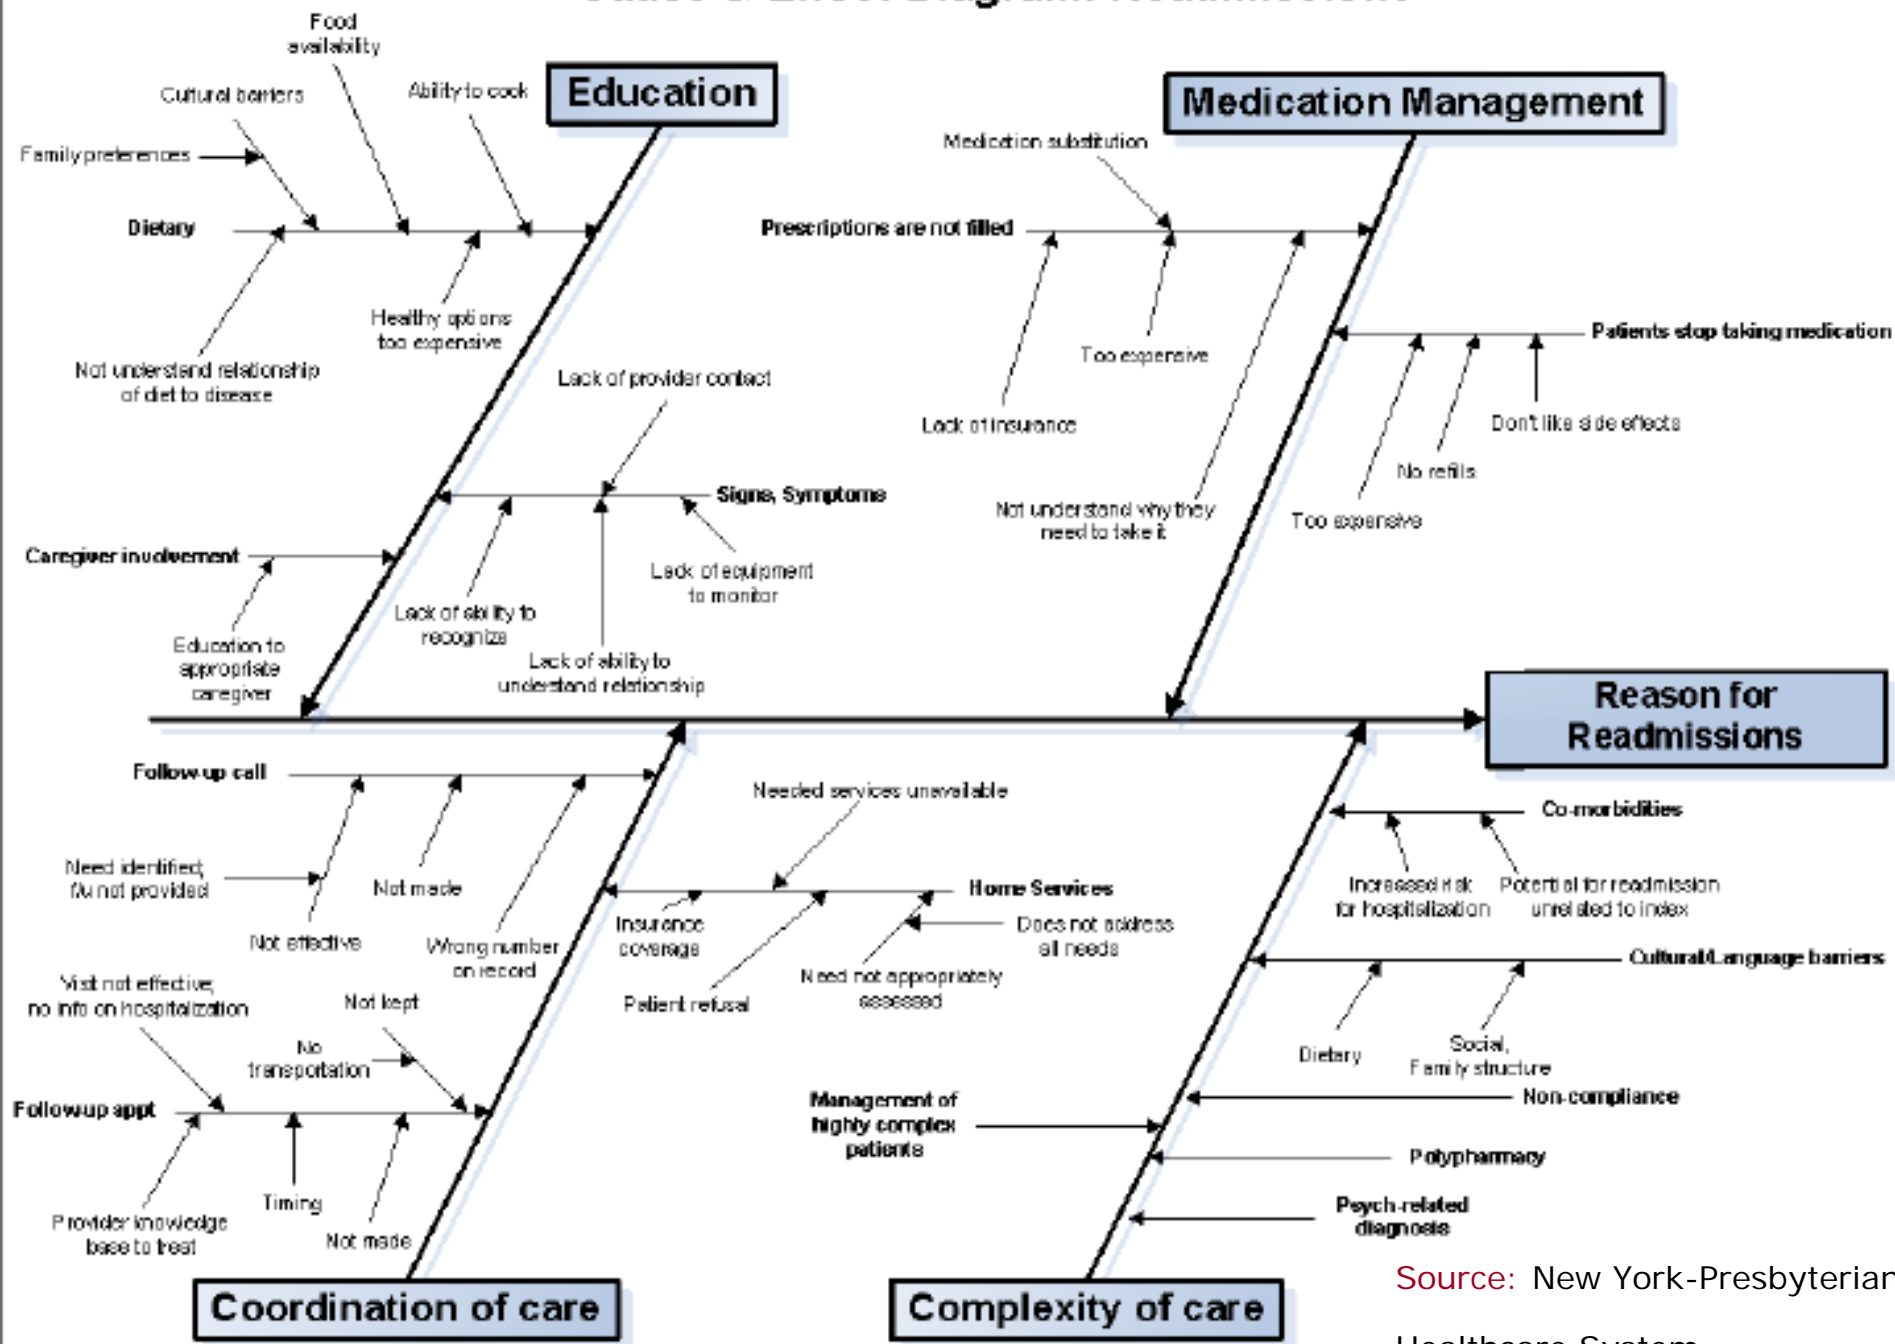 Food
availability
Cultural barriers
Ability to cook
Education
Family preferences
Dietary
Healthy options
too expensive
Not understand relationship
of diet to disease
Lack of provider contact
Signs, Symptoms
Caregiver involvement
Lack of equipment
to monitor
Lack of ability to
recognize
Education to
appropriate
caregiver
Lack of ability to
understand relationship
Medication Management
Medication substitution
Prescriptions are not filled
Too expensive
Lack of insurance
Not understand why they
need to take it
Patients stop taking medication
Don't like side effects
No refills
Too expensive
Reason for
Readmissions
Follow up call
Need identified;
f/u not provided
Not made
Not effective
Wrong number
on record
Needed services unavailable
Home Services
Insurance
coverage
Does not address
all needs
Need not appropriately
assessed
Patient refusal
Visit not effective;
no info on hospitalization
Not kept
No
transportation
Follow-up appt
Timing
Provider knowledge
base to treat
Not made
Coordination of care
Co-morbidities
Increased risk
for hospitalization
Potential for readmission
unrelated to index
Cultural/Language barriers
Dietary
Social,
Family structure
Non-compliance
Management of
highly complex
patients
Polypharmacy
Psych-related
diagnosis
Complexity of care
Source: New York-Presbyterian
Healthcare System